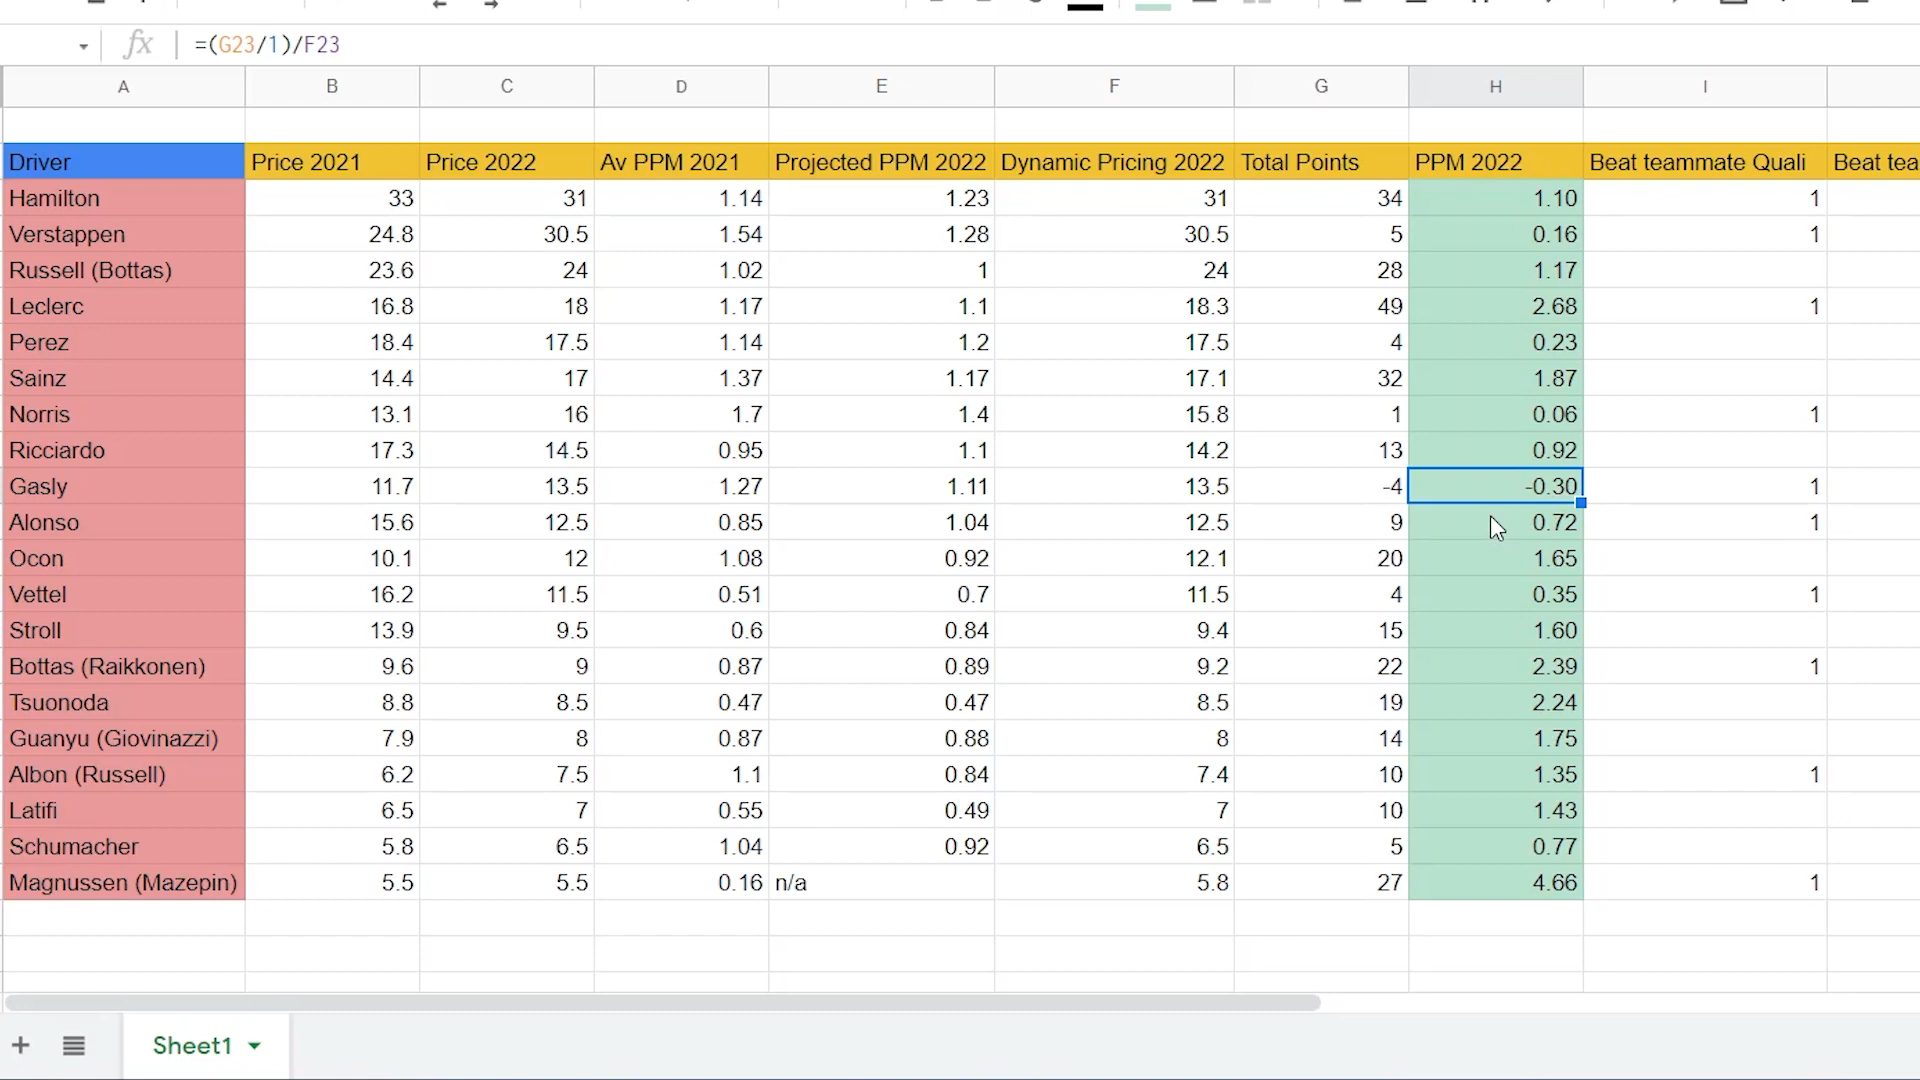 fx =(G23/1)/F23
A B C D E F G H I
Driver Price 2021 Price 2022 Av PPM 2021 Projected PPM 2022 Dynamic Pricing 2022 Total Points PPM 2022 Beat teammate Quali Beat tea
Hamilton 33 31 1.14 1.23 31 34 1.10 1
Verstappen 24.8 30.5 1.54 1.28 30.5 5 0.16 1
Russell (Bottas) 23.6 24 1.02 1 24 28 1.17
Leclerc 16.8 18 1.17 1.1 18.3 49 2.68 1
Perez 18.4 17.5 1.14 1.2 17.5 4 0.23
Sainz 14.4 17 1.37 1.17 17.1 32 1.87
Norris 13.1 16 1.7 1.4 15.8 1 0.06 1
Ricciardo 17.3 14.5 0.95 1.1 14.2 13 0.92
Gasly 11.7 13.5 1.27 1.11 13.5 -4 -0.30 1
Alonso 15.6 12.5 0.85 1.04 12.5 9 0.72 1
Ocon 10.1 12 1.08 0.92 12.1 20 1.65
Vettel 16.2 11.5 0.51 0.7 11.5 4 0.35 1
Stroll 13.9 9.5 0.6 0.84 9.4 15 1.60
Bottas (Raikkonen) 9.6 9 0.87 0.89 9.2 22 2.39 1
Tsuonoda 8.8 8.5 0.47 0.47 8.5 19 2.24
Guanyu (Giovinazzi) 7.9 8 0.87 0.88 8 14 1.75
Albon (Russell) 6.2 7.5 1.1 0.84 7.4 10 1.35 1
Latifi 6.5 7 0.55 0.49 7 10 1.43
Schumacher 5.8 6.5 1.04 0.92 6.5 5 0.77
Magnussen (Mazepin) 5.5 5.5 0.16 n/a 5.8 27 4.66 1
Sheet1